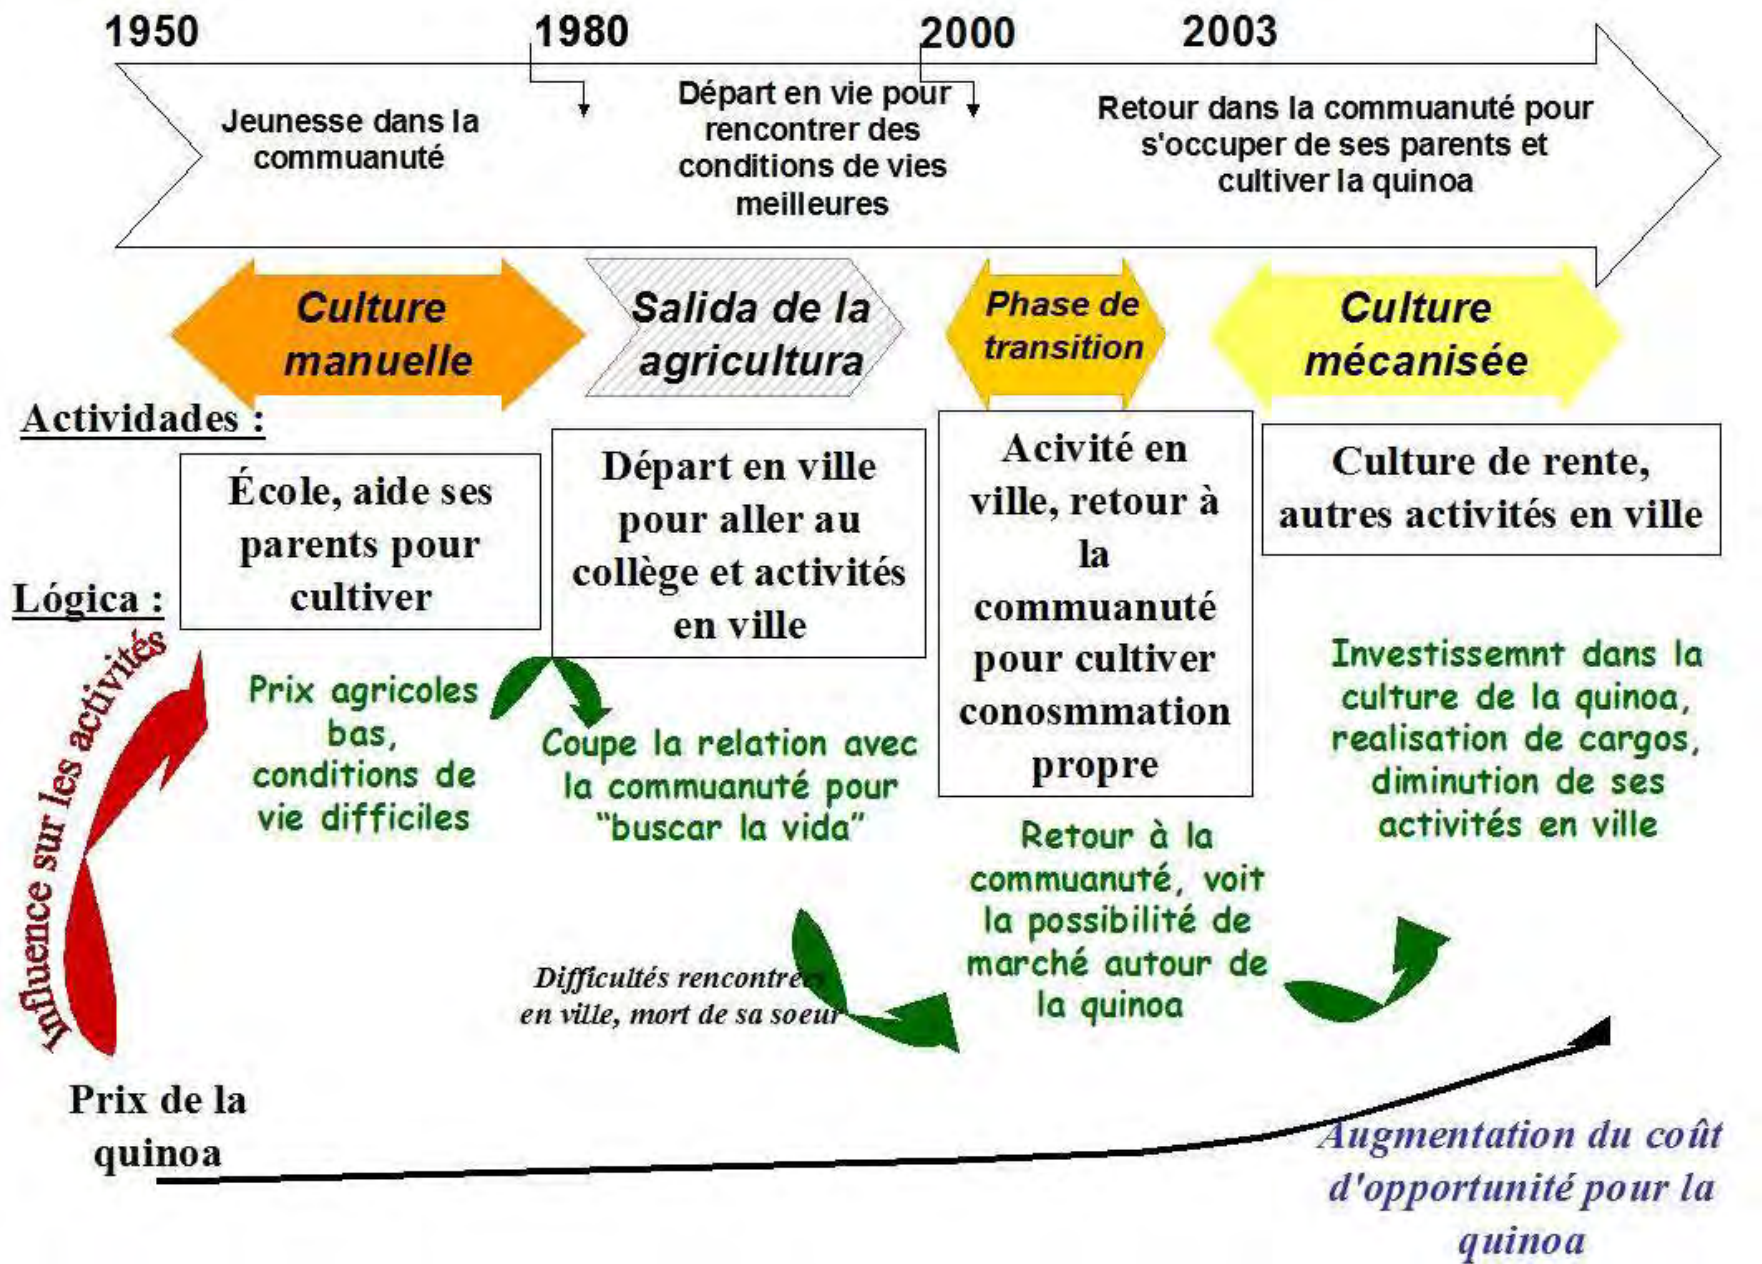 1950
1980
2000
2003
Jeunesse dans la
commuanuté
Départ en vie pour
rencontrer des
conditions de vies
meilleures
Retour dans la commuanuté pour
s'occuper de ses parents et
cultiver la quinoa
Culture
manuelle
Salida de la
agricultura
Phase de
transition
Culture
mécanisée
Actividades :
École, aide ses
parents pour
cultiver
Départ en ville
pour aller au
collège et activités
en ville
Acivité en
ville, retour à
la
commuanuté
pour cultiver
conosmmation
propre
Culture de rente,
autres activités en ville
Lógica :
Influence sur les activités
Prix agricoles
bas,
conditions de
vie difficiles
Coupe la relation avec
la commuanuté pour
“buscar la vida”
Difficultés rencontrées
en ville, mort de sa soeur
Retour à la
commuanuté, voit
la possibilité de
marché autour de
la quinoa
Investissemnt dans la
culture de la quinoa,
realisation de cargos,
diminution de ses
activités en ville
Prix de la
quinoa
Augmentation du coût
d'opportunité pour la
quinoa